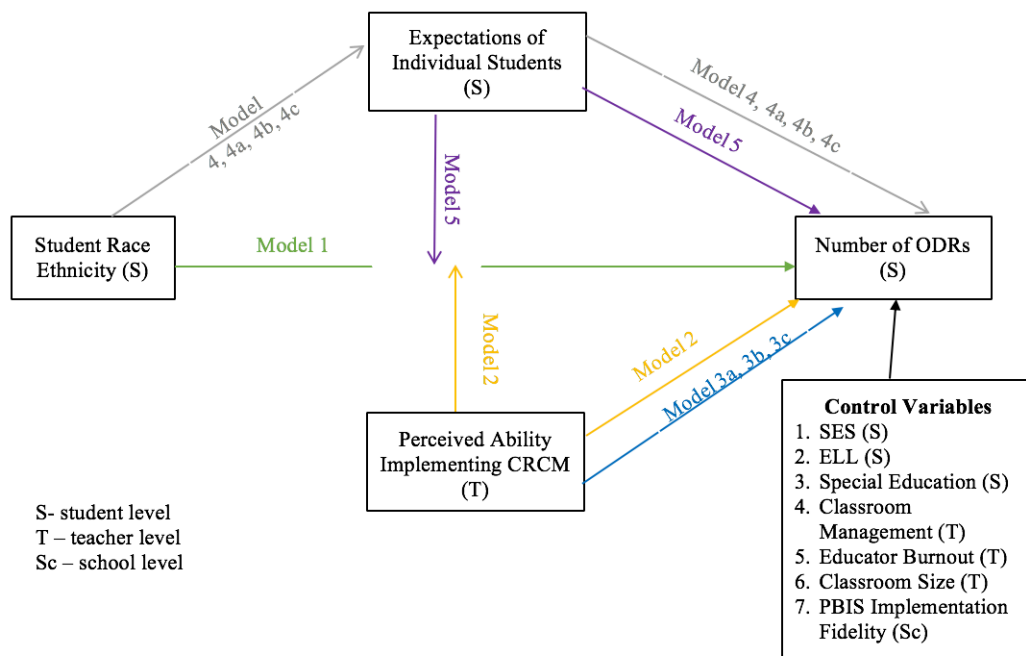 Expectations of
Individual Students
(S)
Model
4, 4a, 4b, 4c
Model 4, 4a, 4b, 4c
Model 5
Model 5
Student Race
Ethnicity (S)
Model 1
Number of ODRs
(S)
Model 2
Model 2
Model 3a, 3b, 3c
Perceived Ability
Implementing CRCM
(T)
Control Variables
1. SES (S)
2. ELL (S)
3. Special Education (S)
4. Classroom
Management (T)
5. Educator Burnout (T)
6. Classroom Size (T)
7. PBIS Implementation
Fidelity (Sc)
S- student level
T – teacher level
Sc – school level